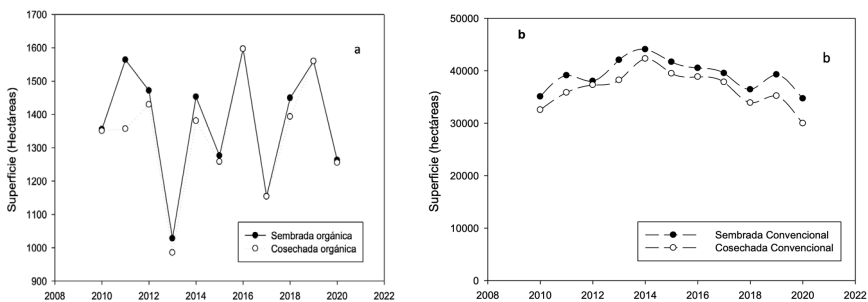 1700
1600
1500
1400
1300
1200
1100
1000
900
Superficie (Hectáreas)
a
Sembrada orgánica
Cosechada orgánica
2008 2010 2012 2014 2016 2018 2020 2022
50000
40000
30000
20000
10000
0
Superficie (hectáreas)
b
b
Sembrada Convencional
Cosechada Convencional
2008 2010 2012 2014 2016 2018 2020 2022